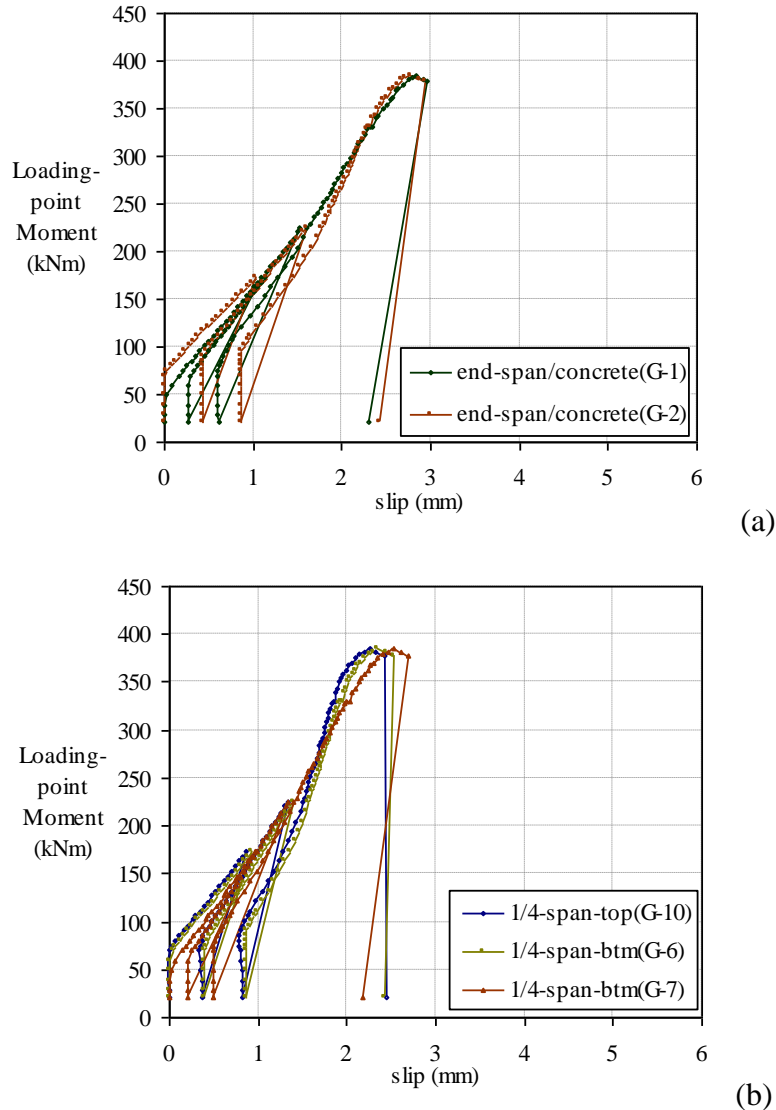 450
400
350
300
250
200
150
100
50
0
Loading-
point
Moment
(kNm)
end-span/concrete(G-1)
end-span/concrete(G-2)
0 1 2 3 4 5 6
slip (mm)
(a)
450
400
350
300
250
200
150
100
50
0
Loading-
point
Moment
(kNm)
1/4-span-top(G-10)
1/4-span-btm(G-6)
1/4-span-btm(G-7)
0 1 2 3 4 5 6
slip (mm)
(b)